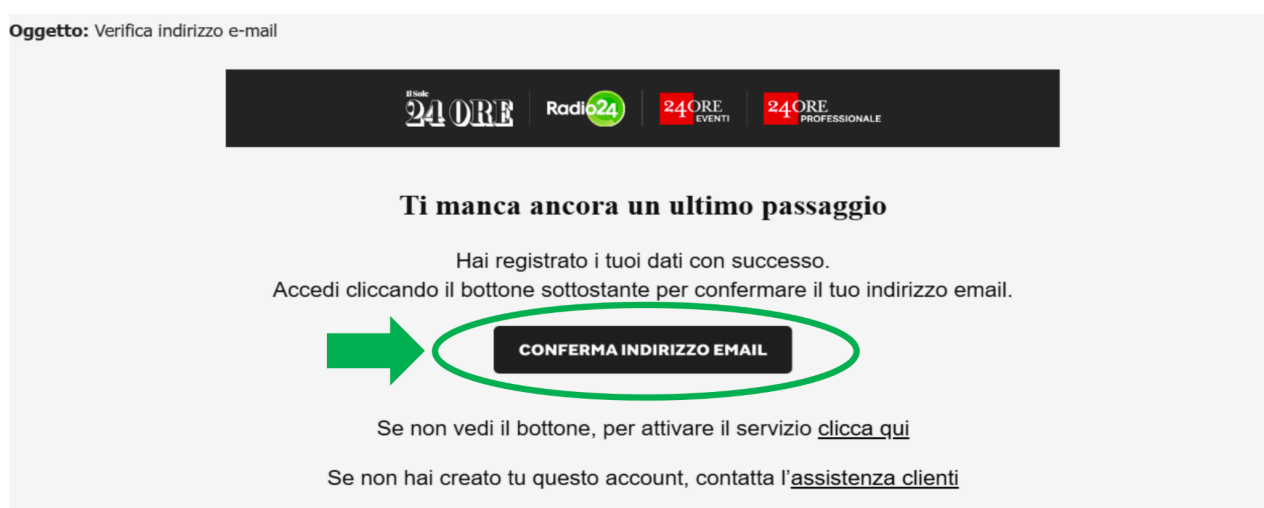 Oggetto: Verifica indirizzo e-mail
Il Sole
24 ORE
Radio24
24ORE
EVENTI
24ORE
PROFESSIONALE
Ti manca ancora un ultimo passaggio
Hai registrato i tuoi dati con successo.
Accedi cliccando il bottone sottostante per confermare il tuo indirizzo email.
CONFERMA INDIRIZZO EMAIL
Se non vedi il bottone, per attivare il servizio clicca qui
Se non hai creato tu questo account, contatta l'assistenza clienti